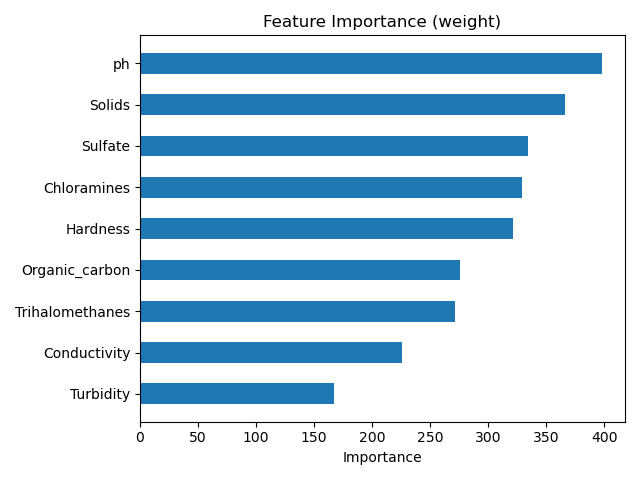 Feature Importance (weight)
ph
Solids
Sulfate
Chloramines
Hardness
Organic_carbon
Trihalomethanes
Conductivity
Turbidity
0 50 100 150 200 250 300 350 400
Importance